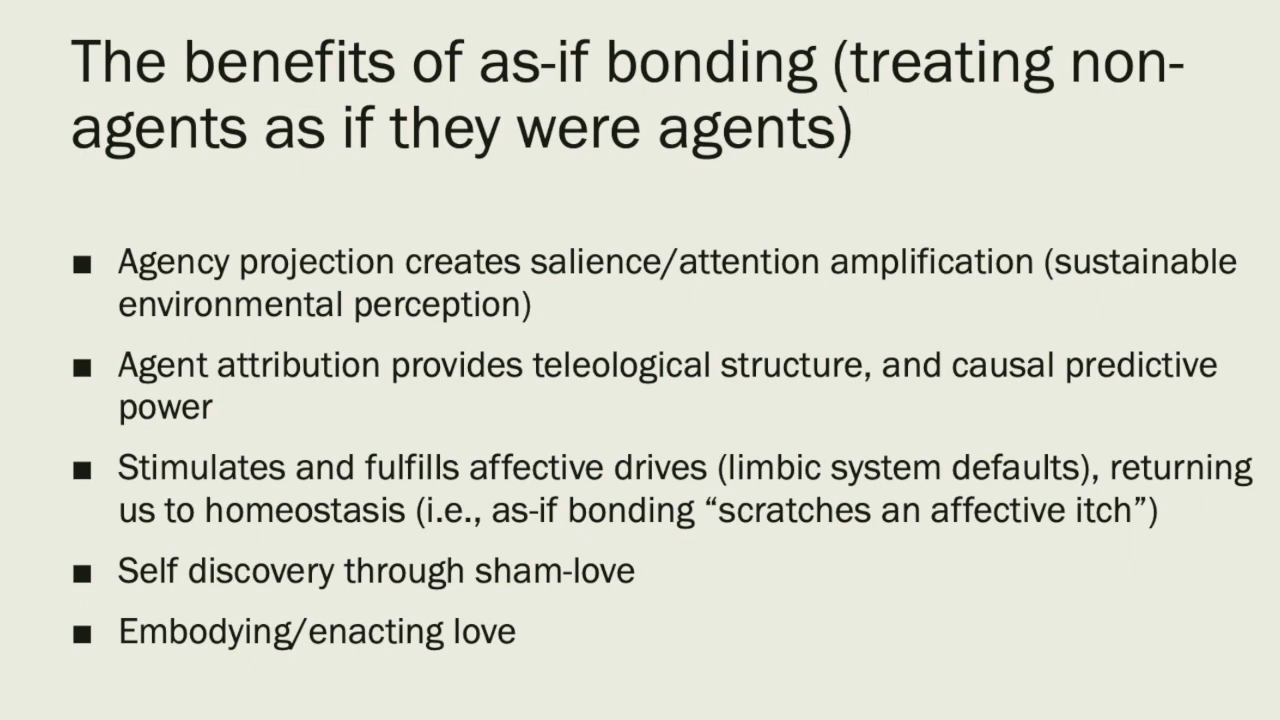 The benefits of as-if bonding (treating non-
agents as if they were agents)
■ Agency projection creates salience/attention amplification (sustainable
environmental perception)
■ Agent attribution provides teleological structure, and causal predictive
power
■ Stimulates and fulfills affective drives (limbic system defaults), returning
us to homeostasis (i.e., as-if bonding “scratches an affective itch”)
■ Self discovery through sham-love
■ Embodying/enacting love